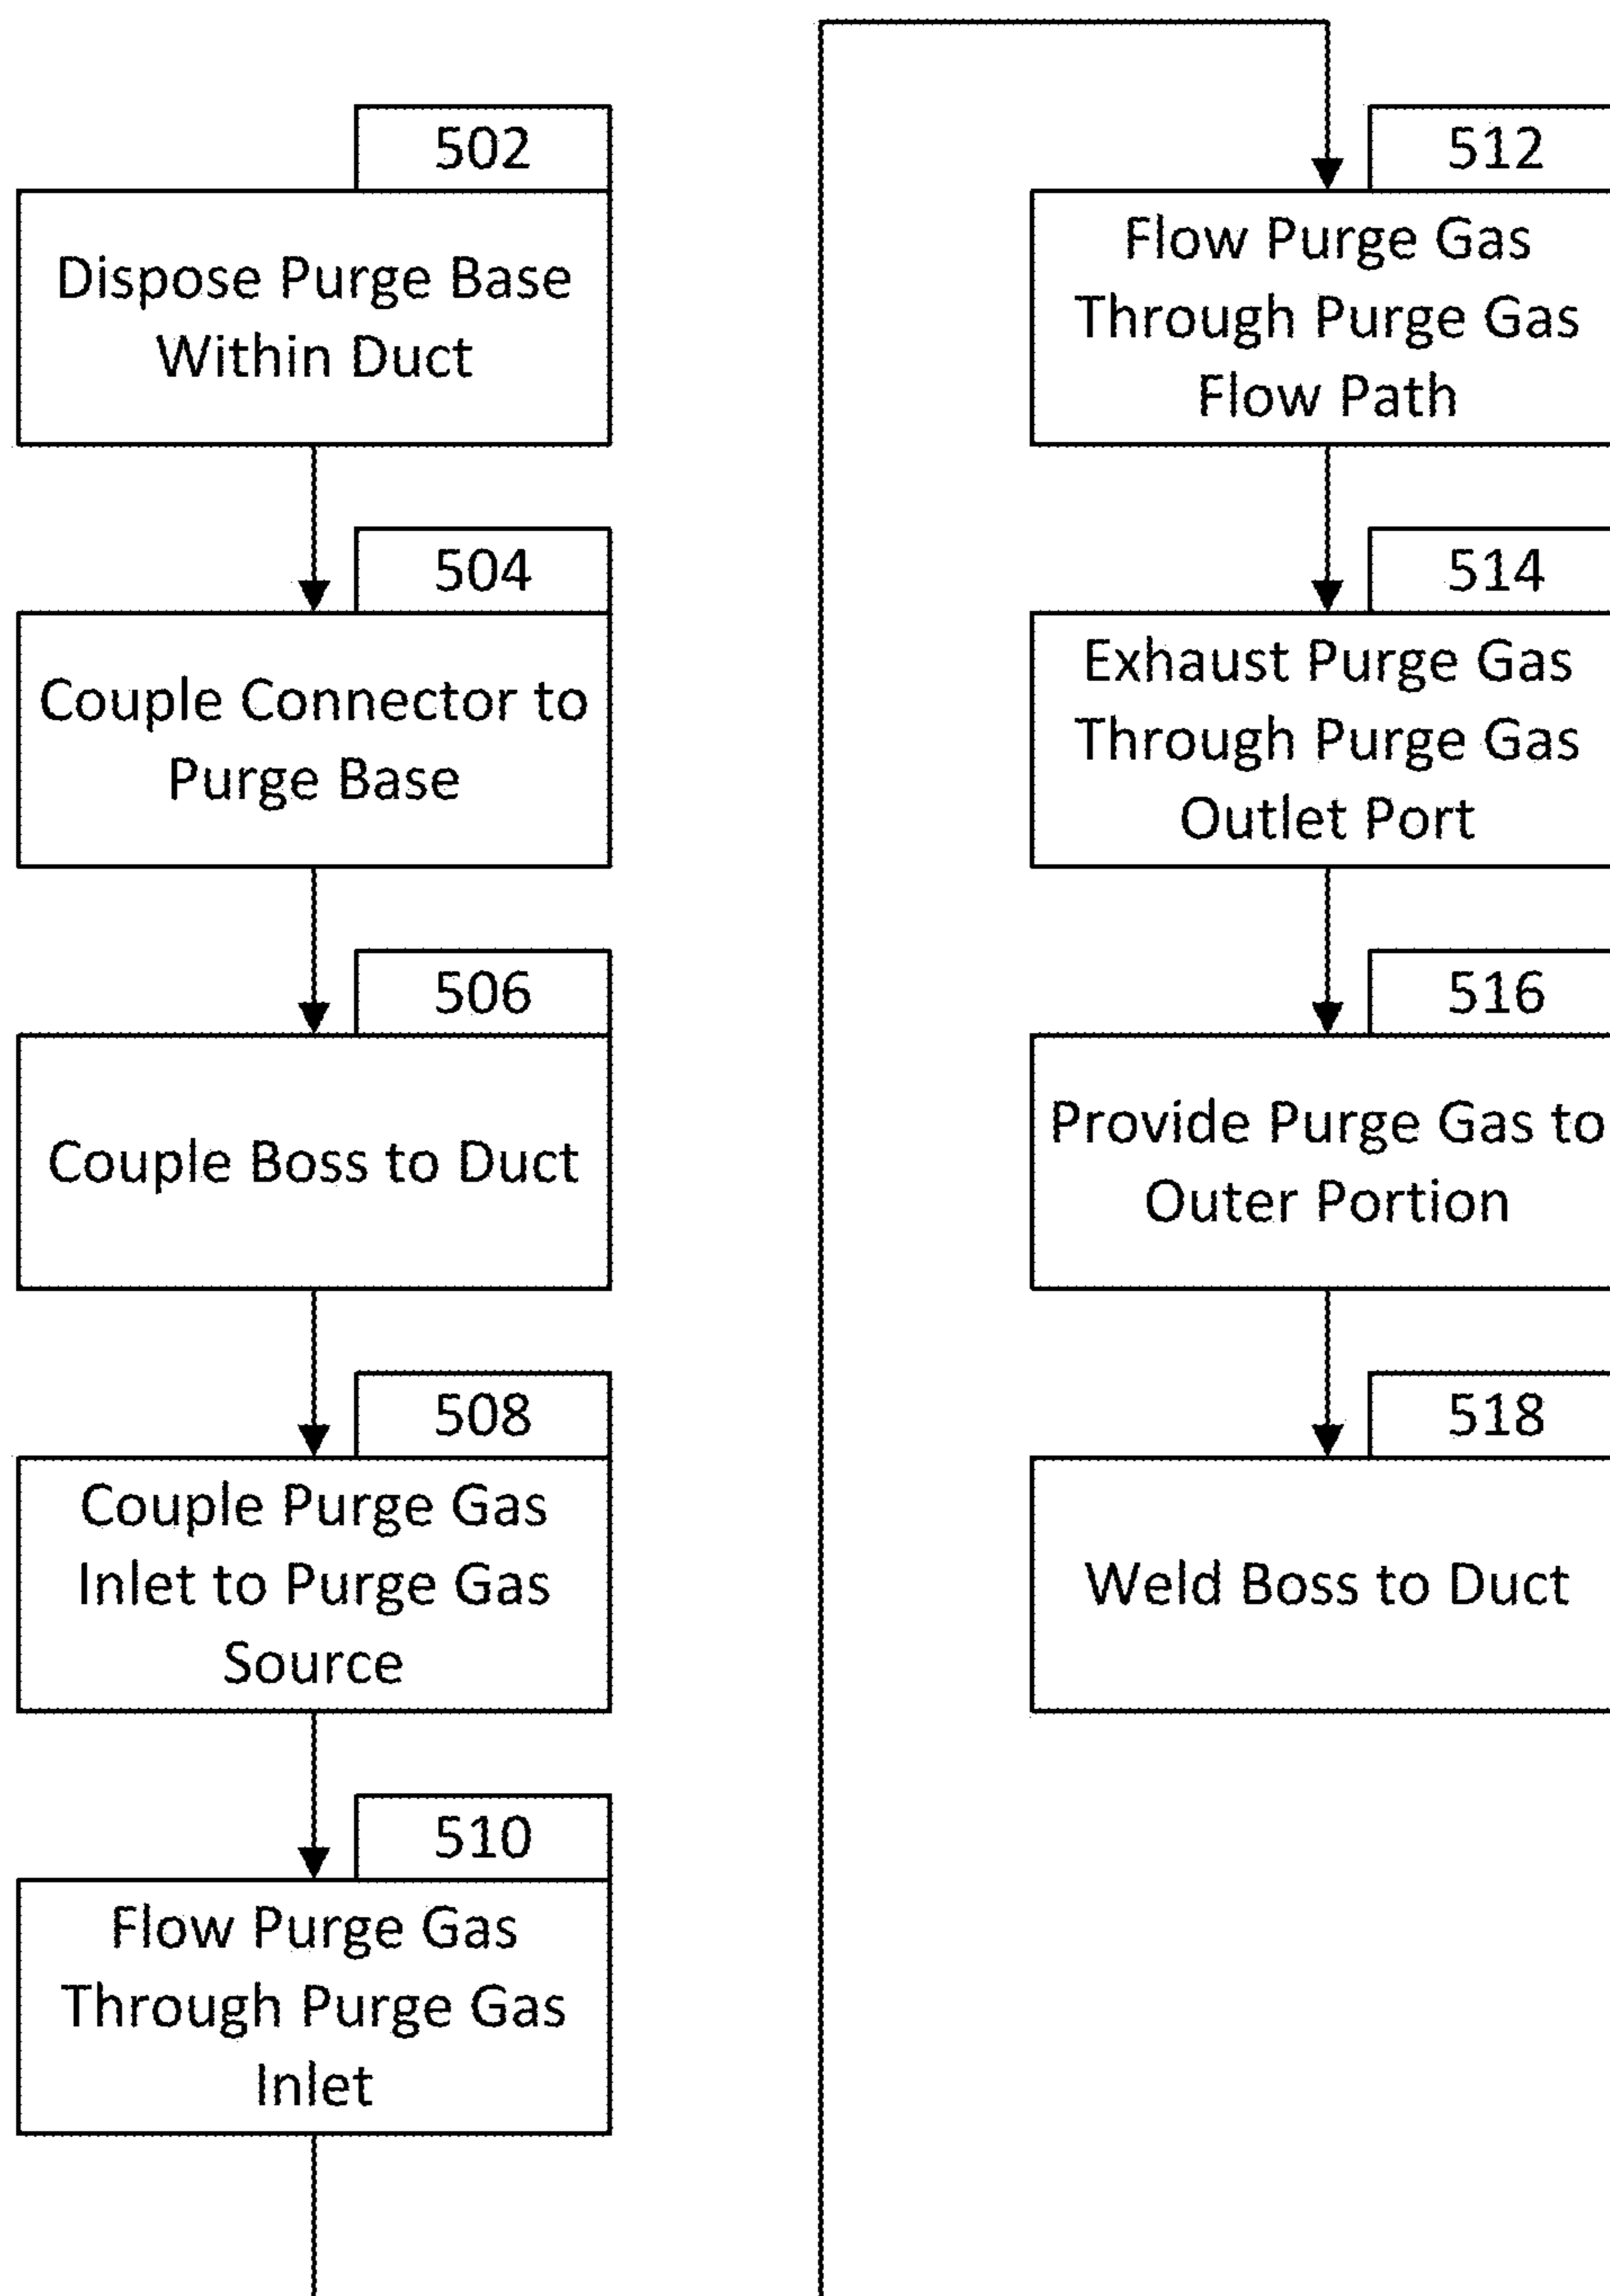 502
Dispose Purge Base
Within Duct
504
Couple Connector to
Purge Base
506
Couple Boss to Duct
508
Couple Purge Gas
Inlet to Purge Gas
Source
510
Flow Purge Gas
Through Purge Gas
Inlet
512
Flow Purge Gas
Through Purge Gas
Flow Path
514
Exhaust Purge Gas
Through Purge Gas
Outlet Port
516
Provide Purge Gas to
Outer Portion
518
Weld Boss to Duct